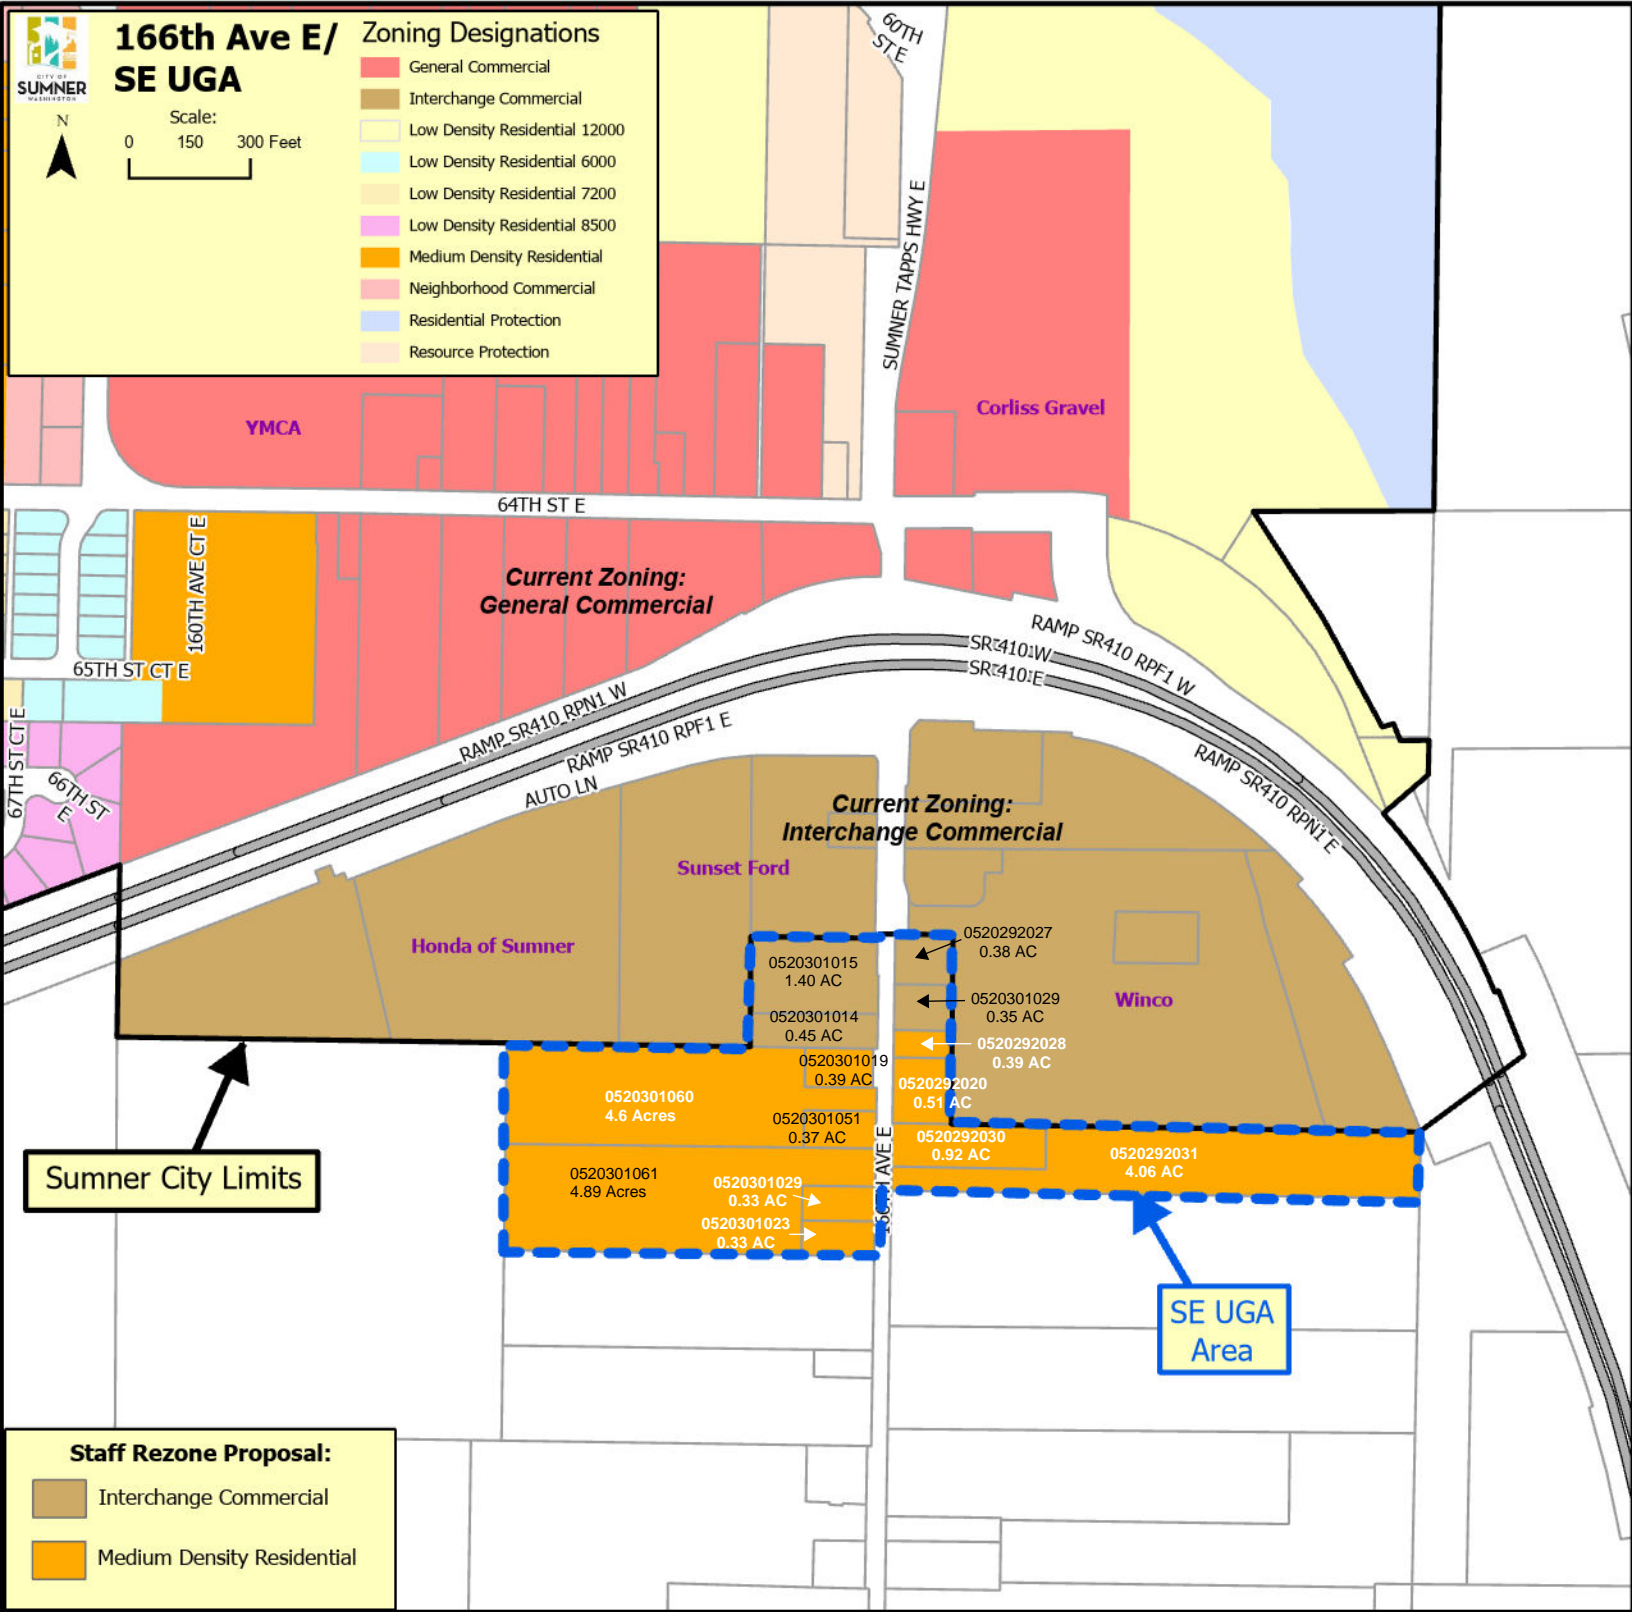 CITY OF
SUMNER
WASHINGTON
166th Ave E/
SE UGA
N
Scale:
0 150 300 Feet
Zoning Designations
General Commercial
Interchange Commercial
Low Density Residential 12000
Low Density Residential 6000
Low Density Residential 7200
Low Density Residential 8500
Medium Density Residential
Neighborhood Commercial
Residential Protection
Resource Protection
60TH
ST E
SUMNER TAPPS HWY E
Corliss Gravel
YMCA
64TH ST E
160TH AVE CT E
Current Zoning:
General Commercial
65TH ST CT E
67TH ST CT E
66TH ST
E
RAMP SR410 RPN1 W
RAMP SR410 RPF1 E
AUTO LN
SR 410 W
SR 410 E
RAMP SR410 RPF1 W
RAMP SR410 RPN1 E
Current Zoning:
Interchange Commercial
Sunset Ford
Honda of Sumner
Winco
0520292027
0.38 AC
0520301015
1.40 AC
0520301029
0.35 AC
0520301014
0.45 AC
0520292028
0.39 AC
0520301019
0.39 AC
0520292020
0.51 AC
0520301060
4.6 Acres
0520301051
0.37 AC
0520292030
0.92 AC
0520292031
4.06 AC
0520301061
4.89 Acres
0520301029
0.33 AC
0520301023
0.33 AC
AVE E
Sumner City Limits
SE UGA
Area
Staff Rezone Proposal:
Interchange Commercial
Medium Density Residential